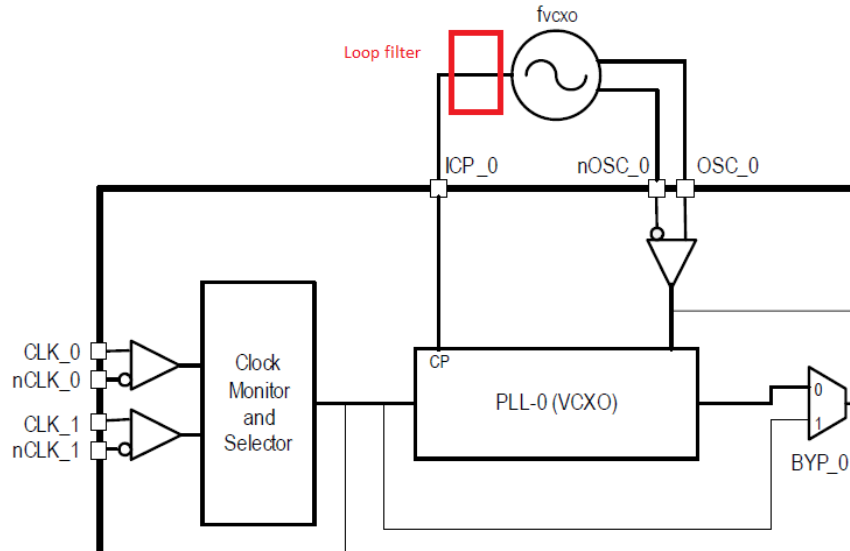 fvcxo
Loop filter
ICP_0
nOSC_0
OSC_0
CLK_0
nCLK_0
CLK_1
nCLK_1
Clock
Monitor
and
Selector
CP
PLL-0 (VCXO)
0
1
BYP_0